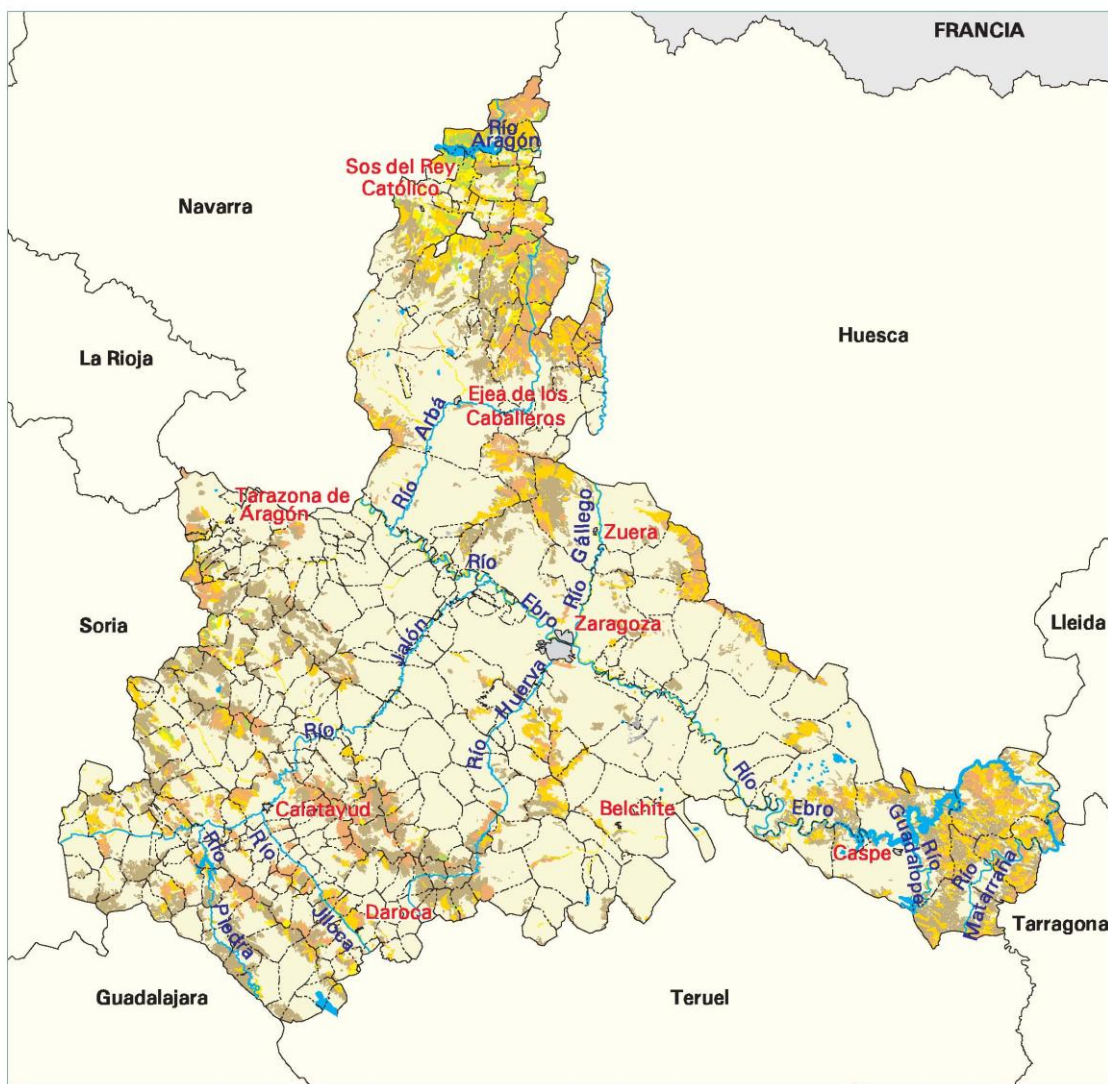 FRANCIA
Río
Aragón
Sos del Rey
Católico
Navarra
Huesca
La Rioja
Ejea de los
Caballeros
Río Arba
Tarazona de
Aragón
Río Gállego
Zuera
Río Ebro
Zaragoza
Soria
Lleida
Río Jalón
Río Huerva
Calatayud
Belchite
Río Ebro
Caspe
Río
Guadalope
Río Matarraña
Río Piedra
Río Jiloca
Daroca
Tarragona
Guadalajara
Teruel